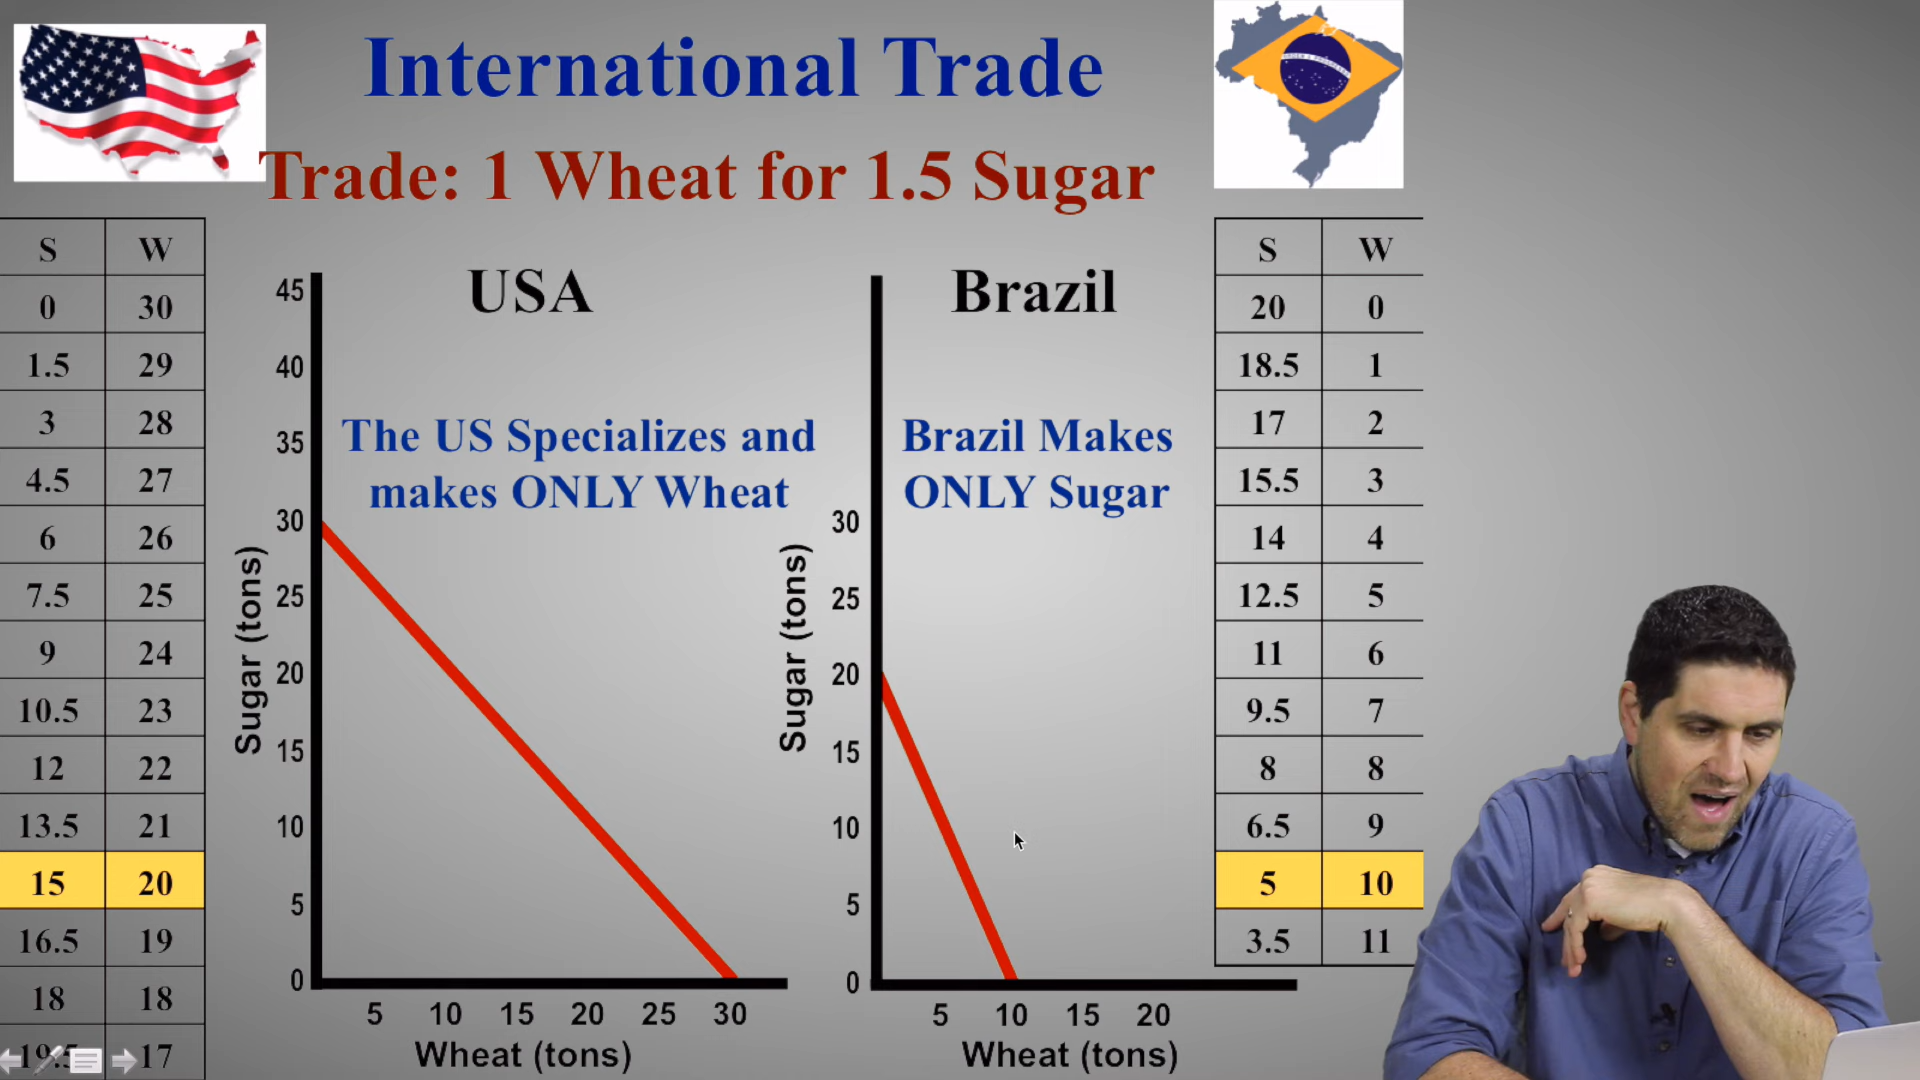 International Trade
Trade: 1 Wheat for 1.5 Sugar
S W
0 30
1.5 29
3 28
4.5 27
6 26
7.5 25
9 24
10.5 23
12 22
13.5 21
15 20
16.5 19
18 18
19.5 17
USA
The US Specializes and
makes ONLY Wheat
Sugar (tons)
45
40
35
30
25
20
15
10
5
0
5 10 15 20 25 30
Wheat (tons)
Brazil
Brazil Makes
ONLY Sugar
Sugar (tons)
30
25
20
15
10
5
0
5 10 15 20
Wheat (tons)
S W
20 0
18.5 1
17 2
15.5 3
14 4
12.5 5
11 6
9.5 7
8 8
6.5 9
5 10
3.5 11